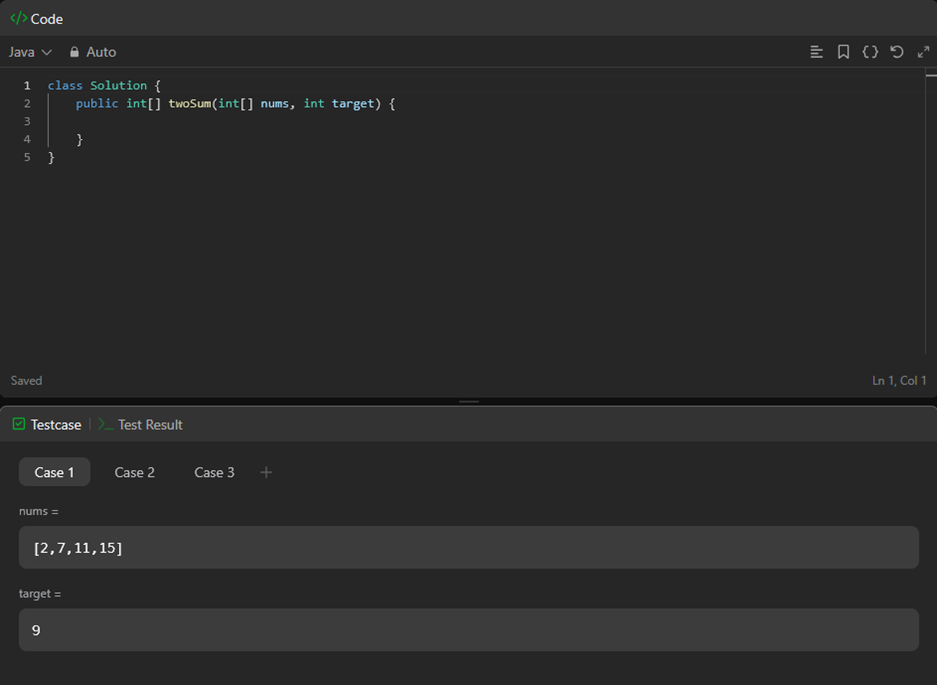 </> Code
Java Auto
1 class Solution {
2     public int[] twoSum(int[] nums, int target) {
3
4     }
5 }
Saved Ln 1, Col 1
Testcase >_ Test Result
Case 1 Case 2 Case 3 +
nums =
[2,7,11,15]
target =
9